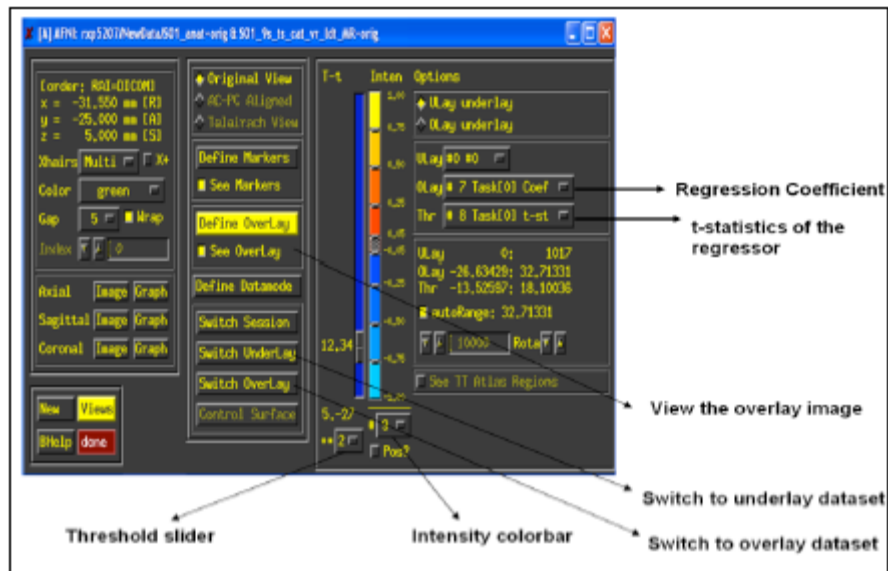 [A] AFNI: rxp5207/NewData/S01_anat-orig & S01_9s_ts_cat_vr_ldt_MR-orig
[order: RAI=DICOM]
x = -31.550 mm [R]
y = -25.000 mm [A]
z = 5.000 mm [S]
Xhairs Multi X+
Color green
Gap 5 Wrap
Index 0
Axial Image Graph
Sagittal Image Graph
Coronal Image Graph
New Views
BHelp done
Original View
AC-PC Aligned
Talairach View
Define Markers
See Markers
Define OverLay
See OverLay
Define Datamode
Switch Session
Switch UnderLay
Switch OverLay
Control Surface
T-t Inten
12.34
** 2
* 3
Pos?
Options
ULay underlay
OLay underlay
ULay #0 #0
OLay # 7 Task[0] Coef
Thr # 8 Task[0] t-st
ULay 0: 1017
OLay -26.63429: 32.71331
Thr -13.52597: 18.10036
autoRange: 32.71331
10000 Rota
See TT Atlas Regions
Regression Coefficient
t-statistics of the
regressor
View the overlay image
Switch to underlay dataset
Switch to overlay dataset
Threshold slider
Intensity colorbar